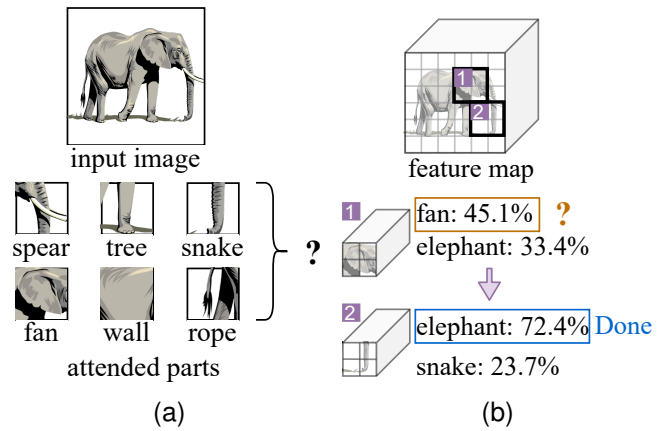 input image
spear tree snake
?
fan wall rope
attended parts
(a)
1
2
feature map
1
fan: 45.1% ?
elephant: 33.4%
2
elephant: 72.4% Done
snake: 23.7%
(b)